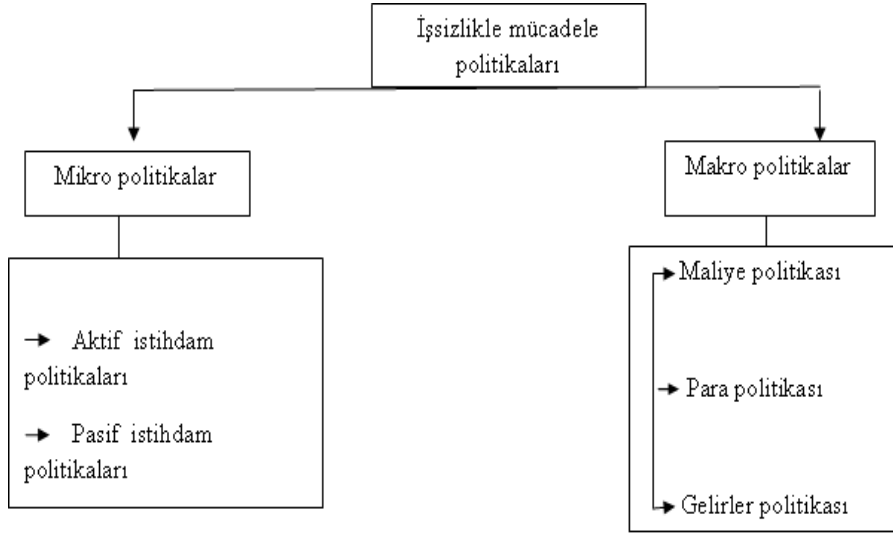 İşsizlikle mücadele
politikaları
Mikro politikalar
Makro politikalar
Aktif istihdam
politikaları
Pasif istihdam
politikaları
Maliye politikası
Para politikası
Gelirler politikası